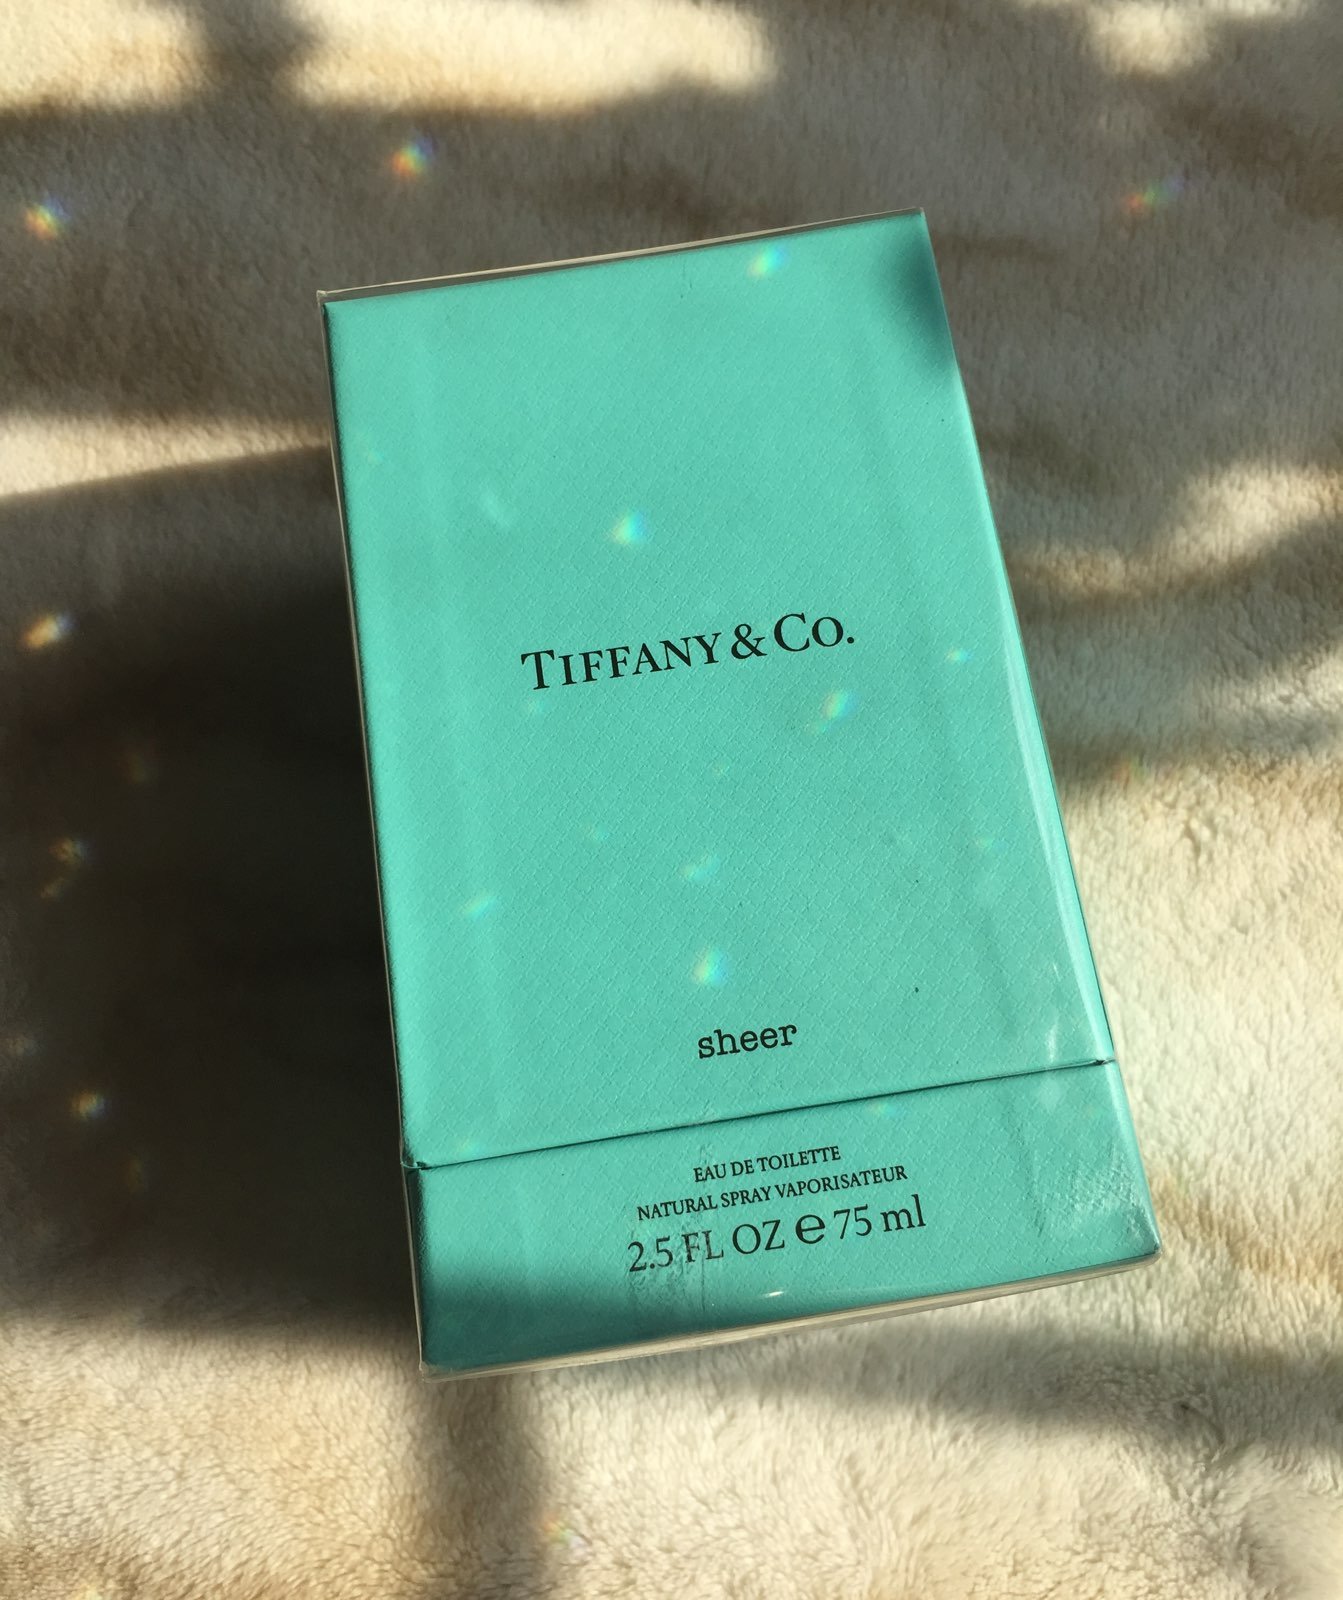 TIFFANY & CO.
sheer
EAU DE TOILETTE
NATURAL SPRAY VAPORISATEUR
2.5 FL OZ ℮ 75 ml